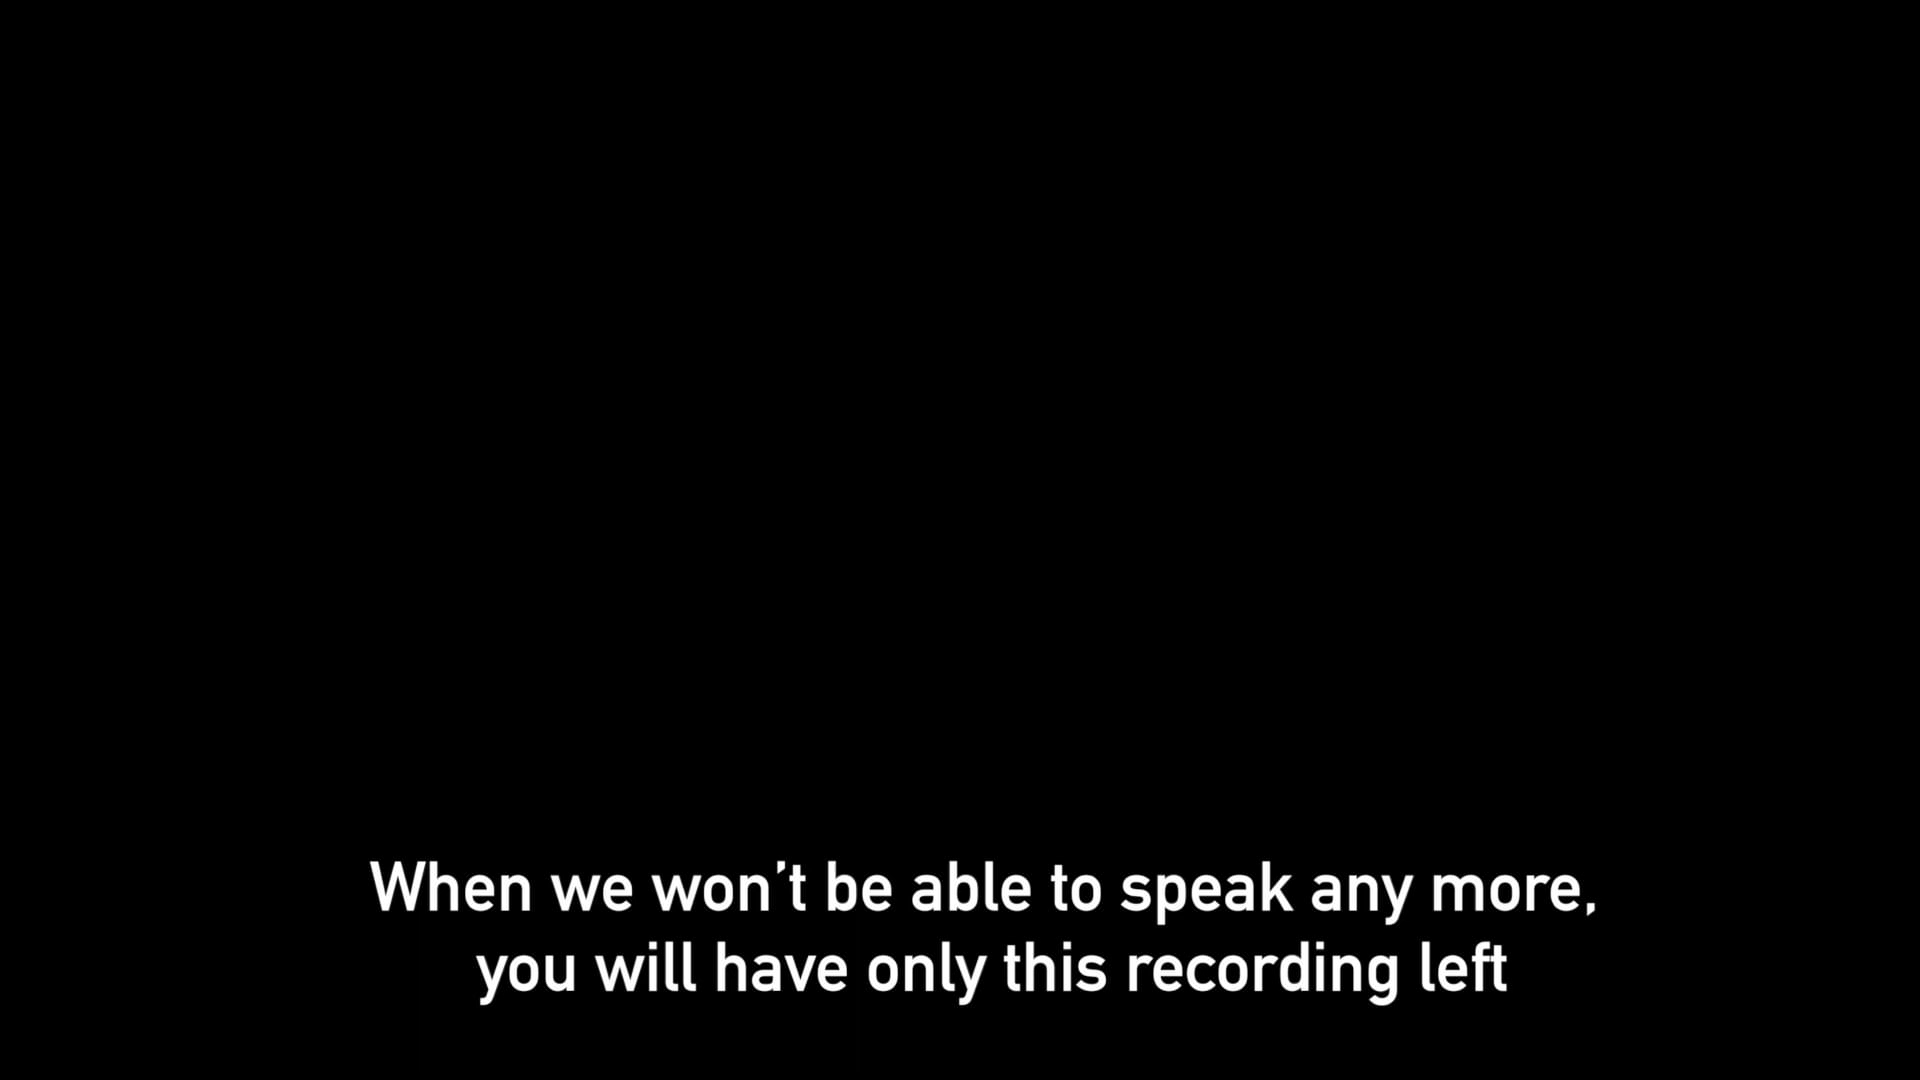 When we won’t be able to speak any more,
you will have only this recording left